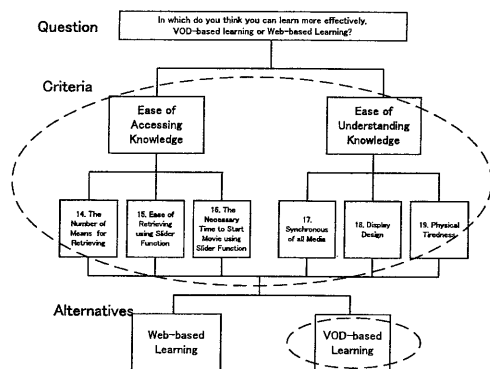 Question
In which do you think you can learn more effectively,
VOD-based learning or Web-based Learning?
Criteria
Ease of
Accessing
Knowledge
Ease of
Understanding
Knowledge
14. The
Number of
Means for
Retrieving
15. Ease of
Retrieving
using Slider
Function
16. The
Necessary
Time to Start
Movie using
Slider Function
17.
Synchronous
of all Media
18. Display
Design
19. Physical
Tiredness
Alternatives
Web-based
Learning
VOD-based
Learning